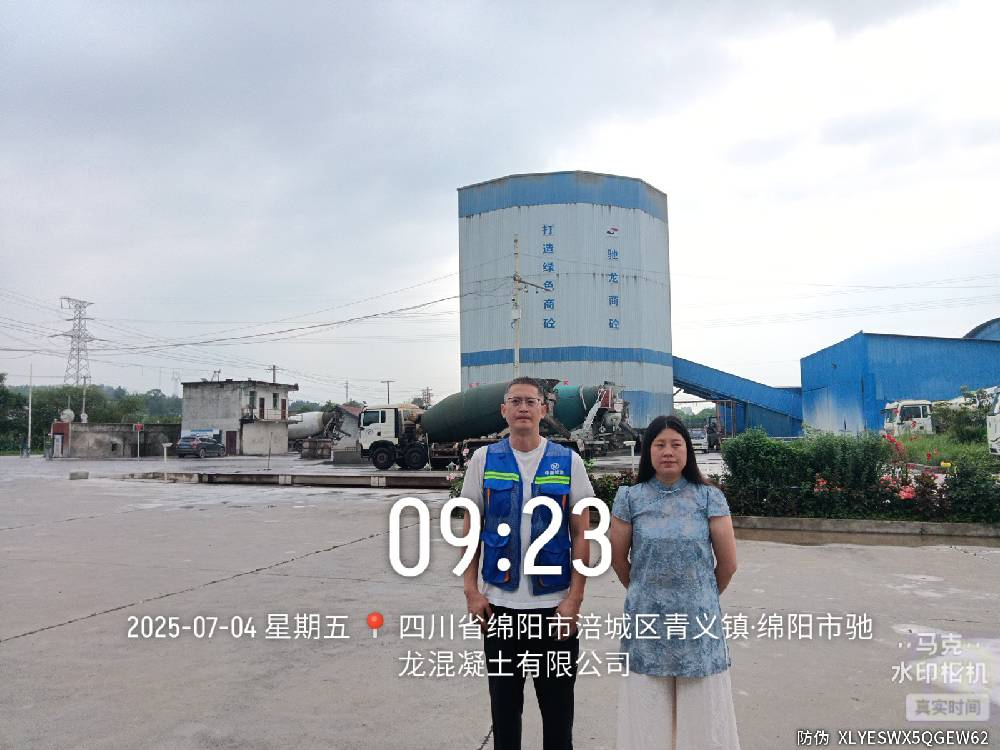 打造绿色商砼
驰龙商砼
09:23
2025-07-04 星期五 四川省绵阳市涪城区青义镇·绵阳市驰
龙混凝土有限公司
马克
水印相机
真实时间
防伪 XLYESWX5QGEW62